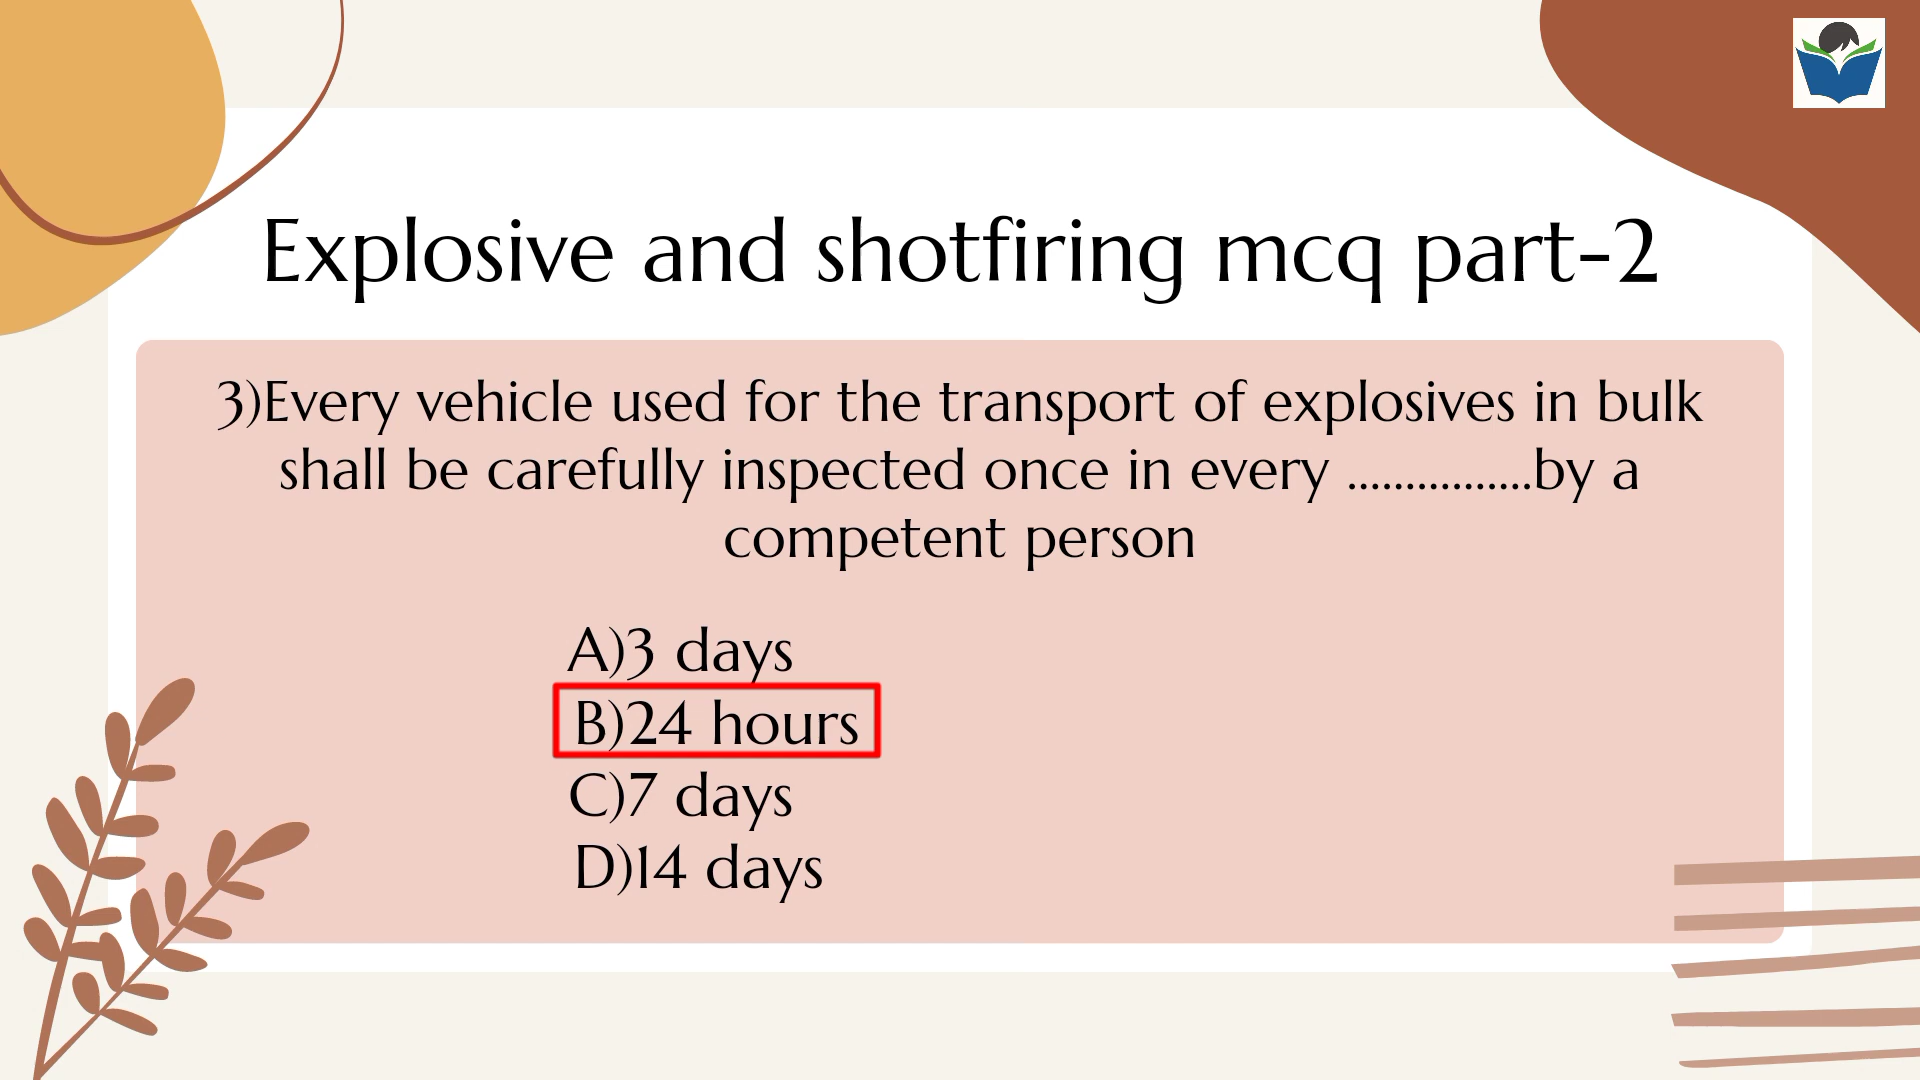 Explosive and shotfiring mcq part-2
3)Every vehicle used for the transport of explosives in bulk
shall be carefully inspected once in every ................by a
competent person
A)3 days
B)24 hours
C)7 days
D)14 days